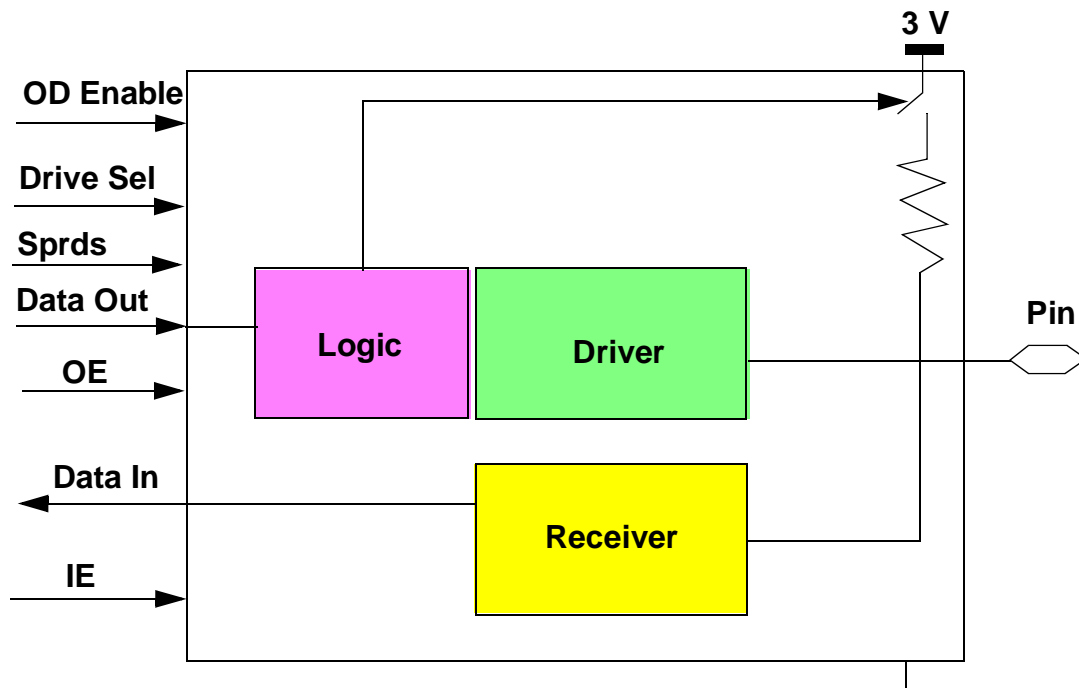 3 V
OD Enable
Drive Sel
Sprds
Data Out
OE
Logic
Driver
Pin
Data In
Receiver
IE